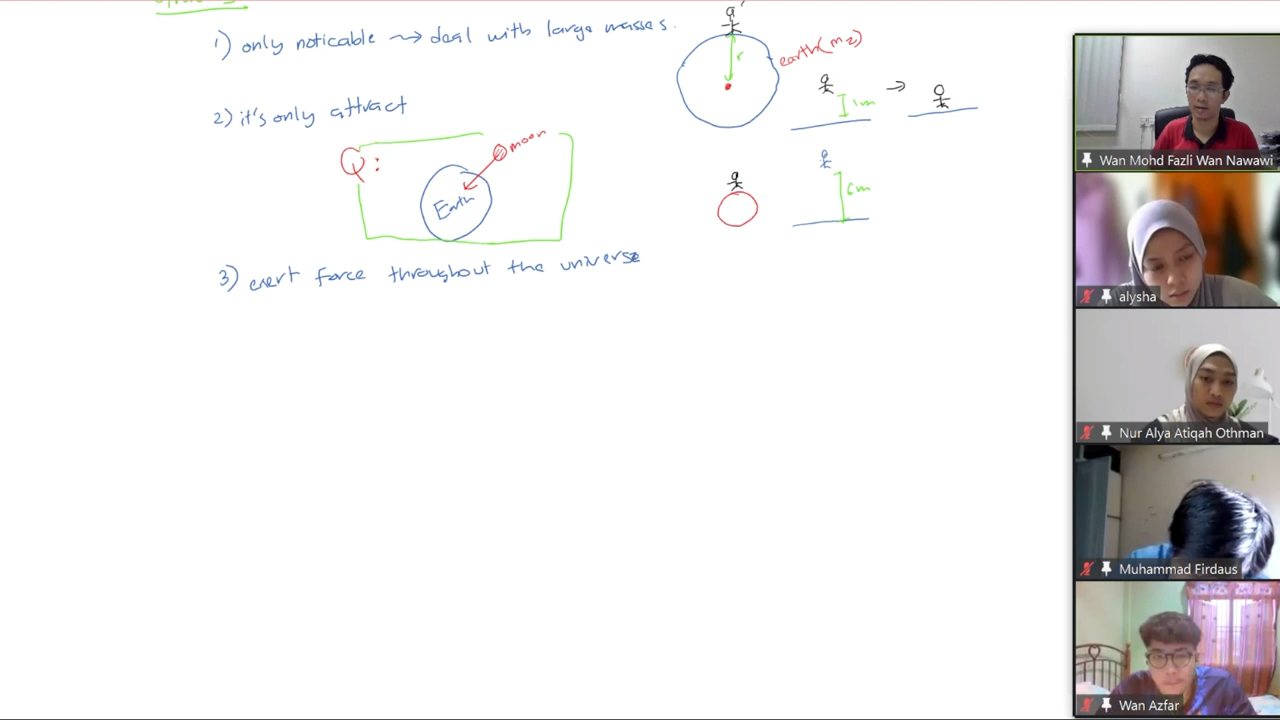 1) only noticable ⇝ deal with large masses.
earth(m2)
r
1m
→
2) it's only attract
Q:
moon
Earth
6m
3) exert force throughout the universe
Wan Mohd Fazli Wan Nawawi
alysha
Nur Alya Atiqah Othman
Muhammad Firdaus
Wan Azfar